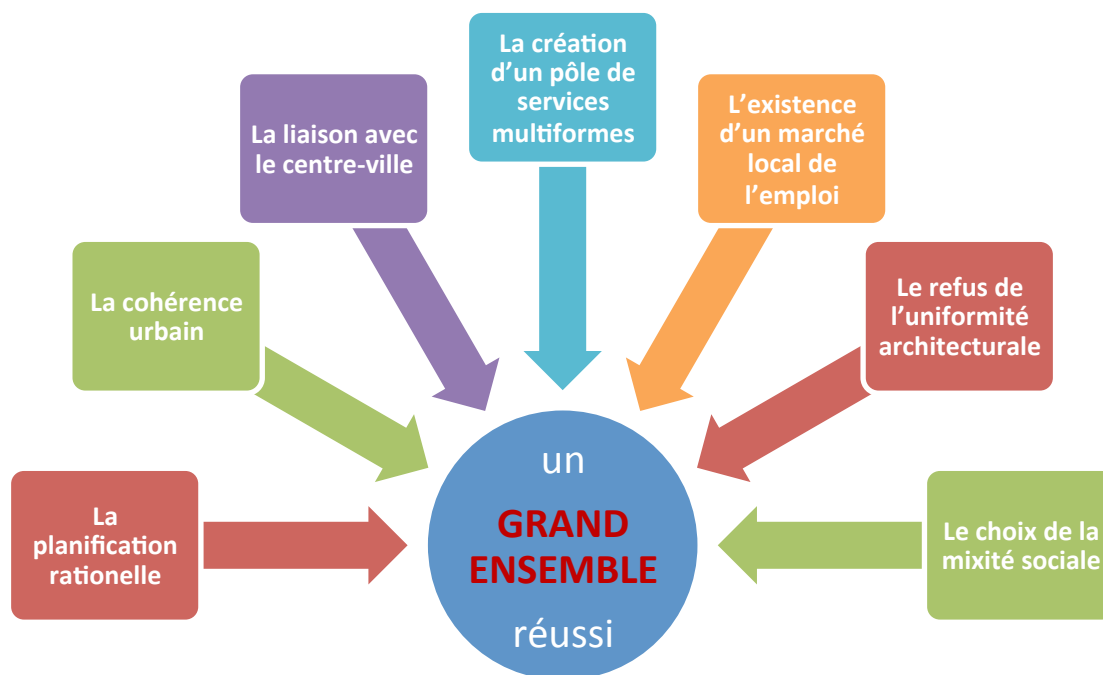 La création
d'un pôle de
services
multiformes
La liaison avec
le centre-ville
L'existence
d'un marché
local de
l'emploi
La cohérence
urbain
Le refus de
l'uniformité
architecturale
La
planification
rationelle
Le choix de la
mixité sociale
un
GRAND
ENSEMBLE
réussi